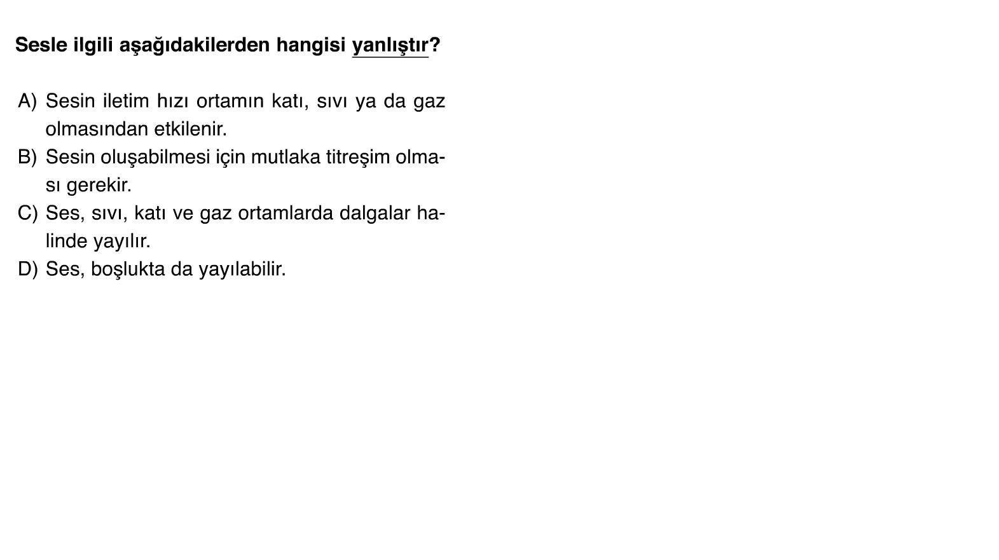 Sesle ilgili aşağıdakilerden hangisi yanlıştır?
A) Sesin iletim hızı ortamın katı, sıvı ya da gaz
olmasından etkilenir.
B) Sesin oluşabilmesi için mutlaka titreşim olma-
sı gerekir.
C) Ses, sıvı, katı ve gaz ortamlarda dalgalar ha-
linde yayılır.
D) Ses, boşlukta da yayılabilir.